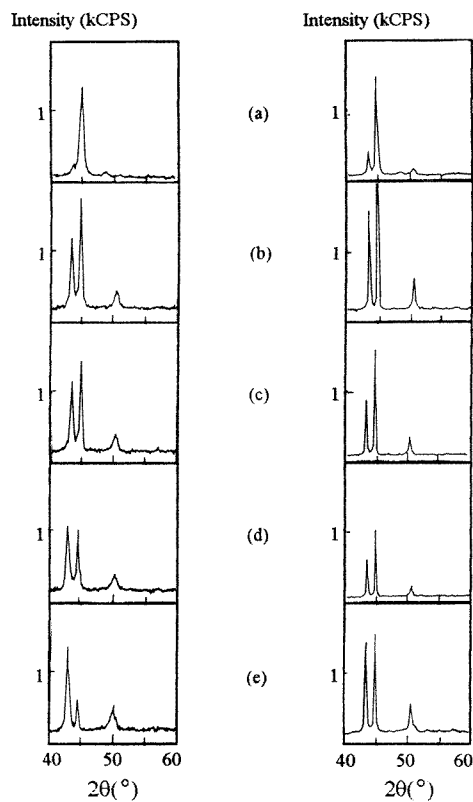 Intensity (kCPS) Intensity (kCPS)
1 (a) 1
1 (b) 1
1 (c) 1
1 (d) 1
1 (e) 1
40 50 60 40 50 60
2θ(°) 2θ(°)